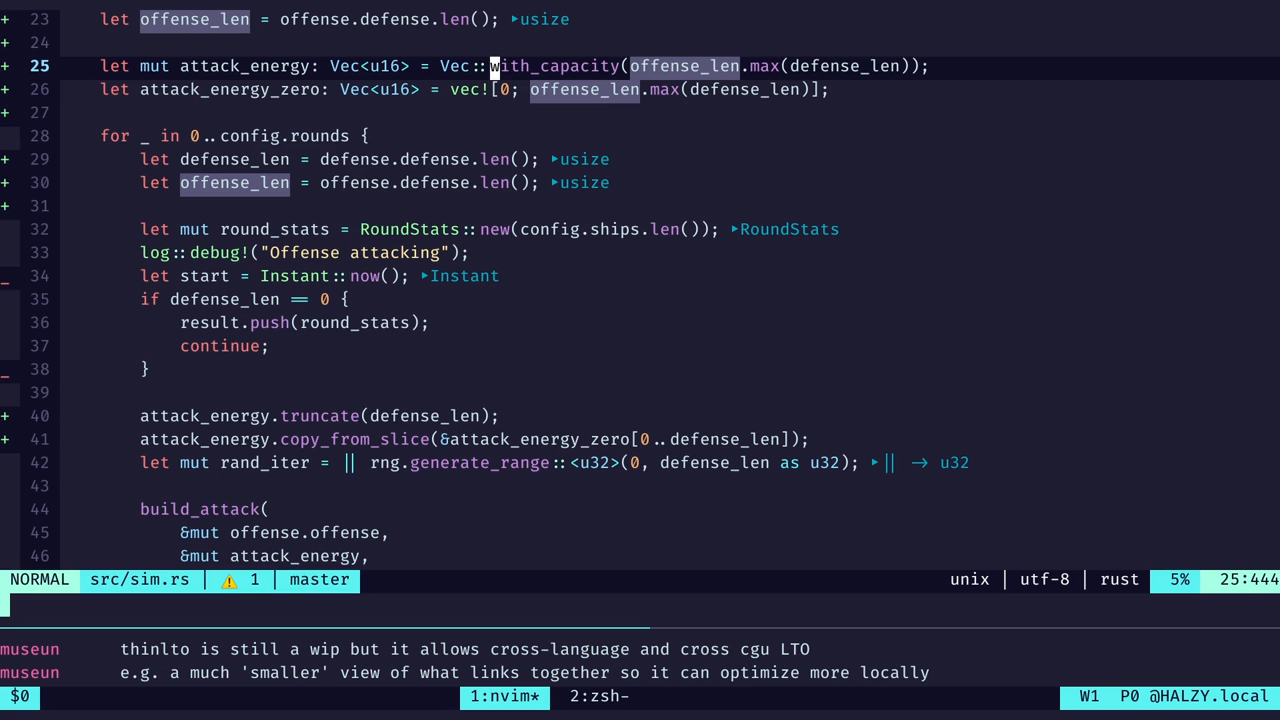 + 23 let offense_len = offense.defense.len(); ▸usize
+ 24
+ 25 let mut attack_energy: Vec<u16> = Vec::with_capacity(offense_len.max(defense_len));
+ 26 let attack_energy_zero: Vec<u16> = vec![0; offense_len.max(defense_len)];
+ 27
28 for _ in 0..config.rounds {
+ 29 let defense_len = defense.defense.len(); ▸usize
+ 30 let offense_len = offense.defense.len(); ▸usize
+ 31
32 let mut round_stats = RoundStats::new(config.ships.len()); ▸RoundStats
33 log::debug!("Offense attacking");
_ 34 let start = Instant::now(); ▸Instant
35 if defense_len == 0 {
36 result.push(round_stats);
37 continue;
_ 38 }
39
+ 40 attack_energy.truncate(defense_len);
+ 41 attack_energy.copy_from_slice(&attack_energy_zero[0..defense_len]);
42 let mut rand_iter = || rng.generate_range::<u32>(0, defense_len as u32); ▸|| -> u32
43
44 build_attack(
45 &mut offense.offense,
46 &mut attack_energy,
NORMAL src/sim.rs | ⚠ 1 | master unix | utf-8 | rust 5% 25:444
museun thinlto is still a wip but it allows cross-language and cross cgu LTO
museun e.g. a much 'smaller' view of what links together so it can optimize more locally
$0 1:nvim* 2:zsh- W1 P0 @HALZY.local